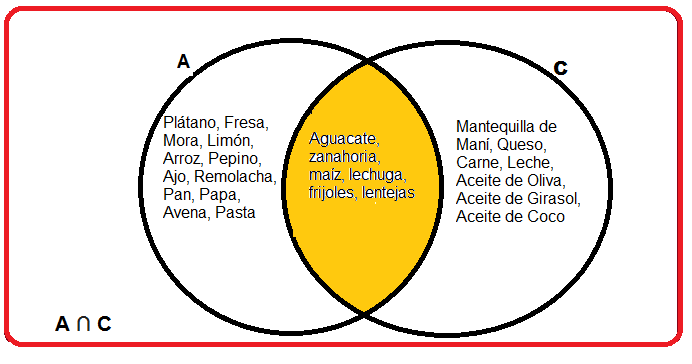 A
C
Plátano, Fresa,
Mora, Limón,
Arroz, Pepino,
Ajo, Remolacha,
Pan, Papa,
Avena, Pasta
Aguacate,
zanahoria,
maíz, lechuga,
frijoles, lentejas
Mantequilla de
Maní, Queso,
Carne, Leche,
Aceite de Oliva,
Aceite de Girasol,
Aceite de Coco
A ∩ C